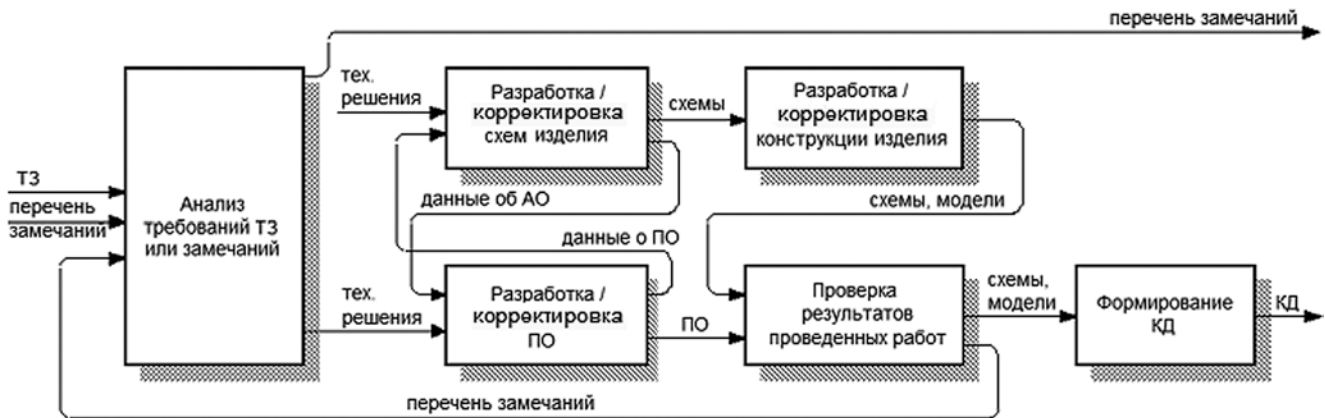 перечень замечаний
тех.
решения
Разработка /
корректировка
схем изделия
схемы
Разработка /
корректировка
конструкции изделия
ТЗ
перечень
замечаний
Анализ
требований ТЗ
или замечаний
данные об АО
схемы, модели
данные о ПО
тех.
решения
Разработка /
корректировка
ПО
ПО
Проверка
результатов
проведенных работ
схемы,
модели
Формирование
КД
КД
перечень замечаний